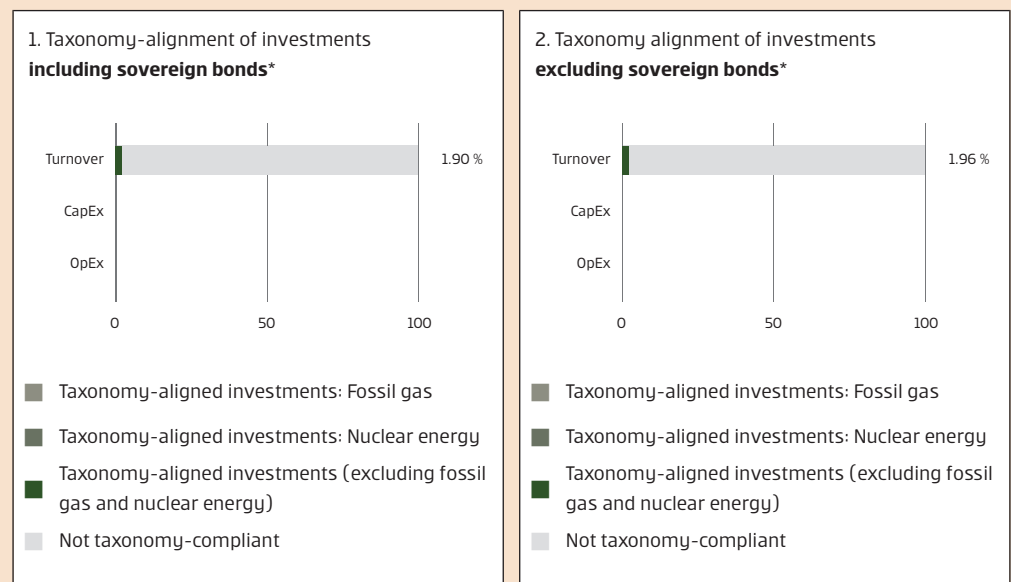 1. Taxonomy-alignment of investments
including sovereign bonds*
Turnover
1.90 %
CapEx
OpEx
0 50 100
Taxonomy-aligned investments: Fossil gas
Taxonomy-aligned investments: Nuclear energy
Taxonomy-aligned investments (excluding fossil
gas and nuclear energy)
Not taxonomy-compliant
2. Taxonomy alignment of investments
excluding sovereign bonds*
Turnover
1.96 %
CapEx
OpEx
0 50 100
Taxonomy-aligned investments: Fossil gas
Taxonomy-aligned investments: Nuclear energy
Taxonomy-aligned investments (excluding fossil
gas and nuclear energy)
Not taxonomy-compliant